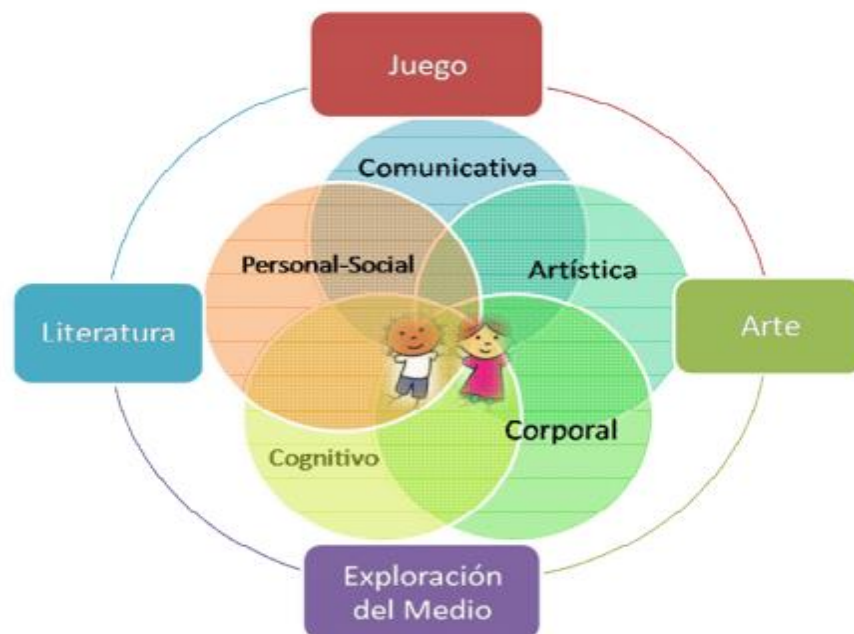 Juego
Comunicativa
Personal-Social
Artística
Literatura
Arte
Corporal
Cognitivo
Exploración
del Medio